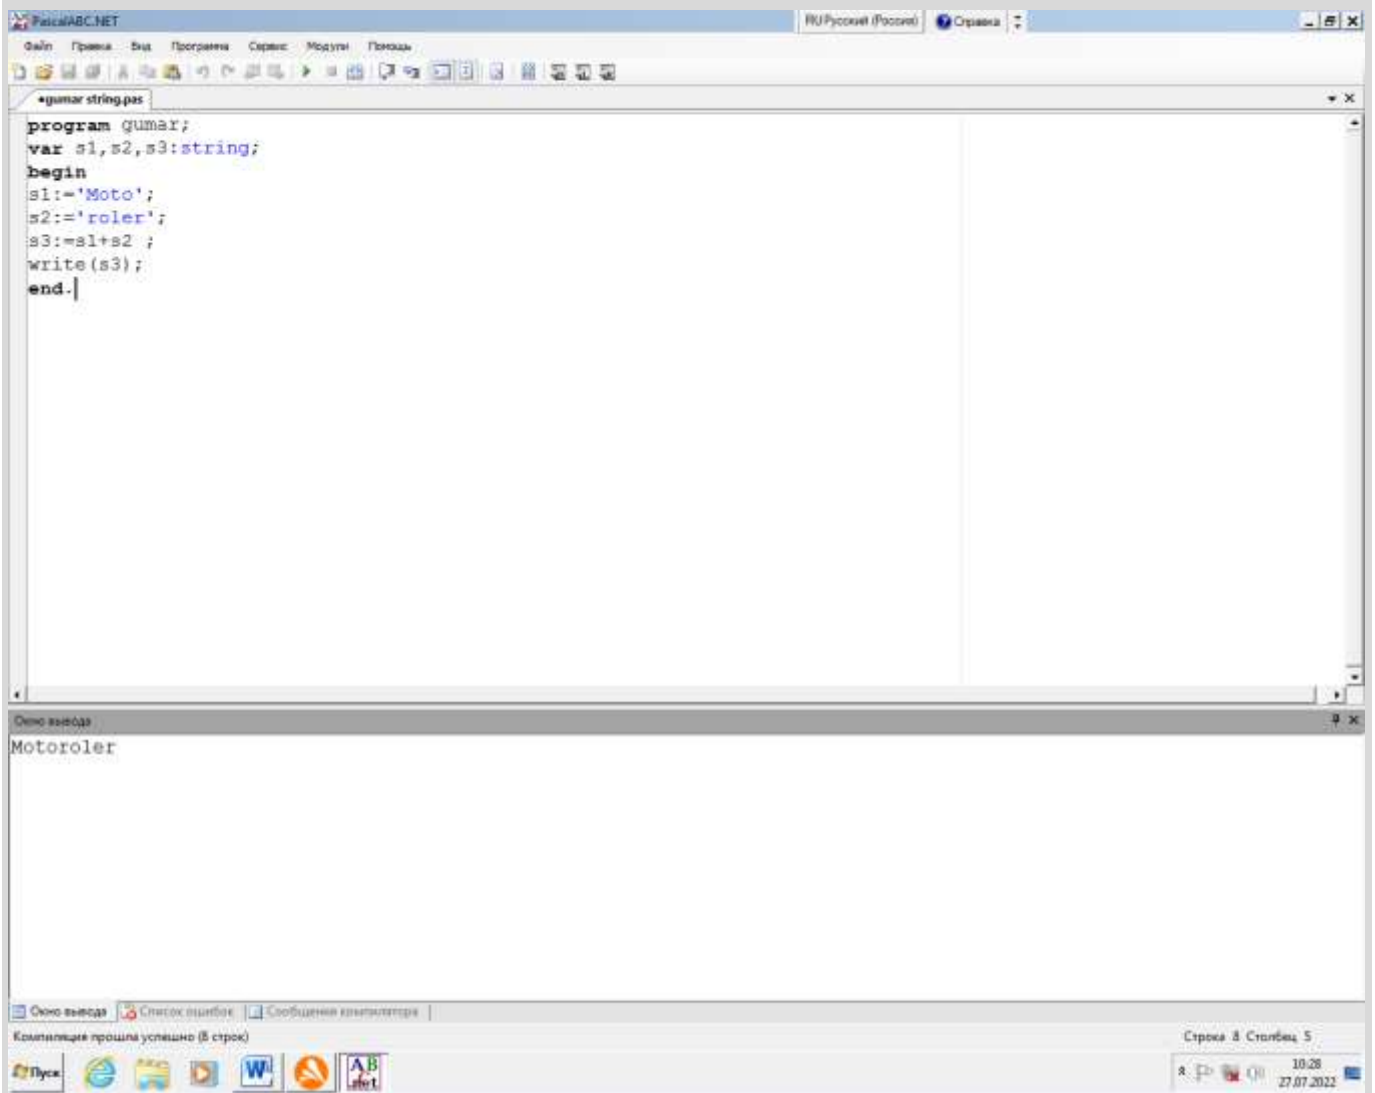 PascalABC.NET RU Русский (Россия) Справка
Файл Правка Вид Программа Сервис Модули Помощь
•gumar string.pas
program gumar;
var s1,s2,s3:string;
begin
s1:='Moto';
s2:='roler';
s3:=s1+s2 ;
write(s3);
end.
Окно вывода
Motoroler
Окно вывода Список ошибок Сообщения компилятора
Компиляция прошла успешно (8 строк) Строка 8 Столбец 5
Пуск 10:28
27.07.2022